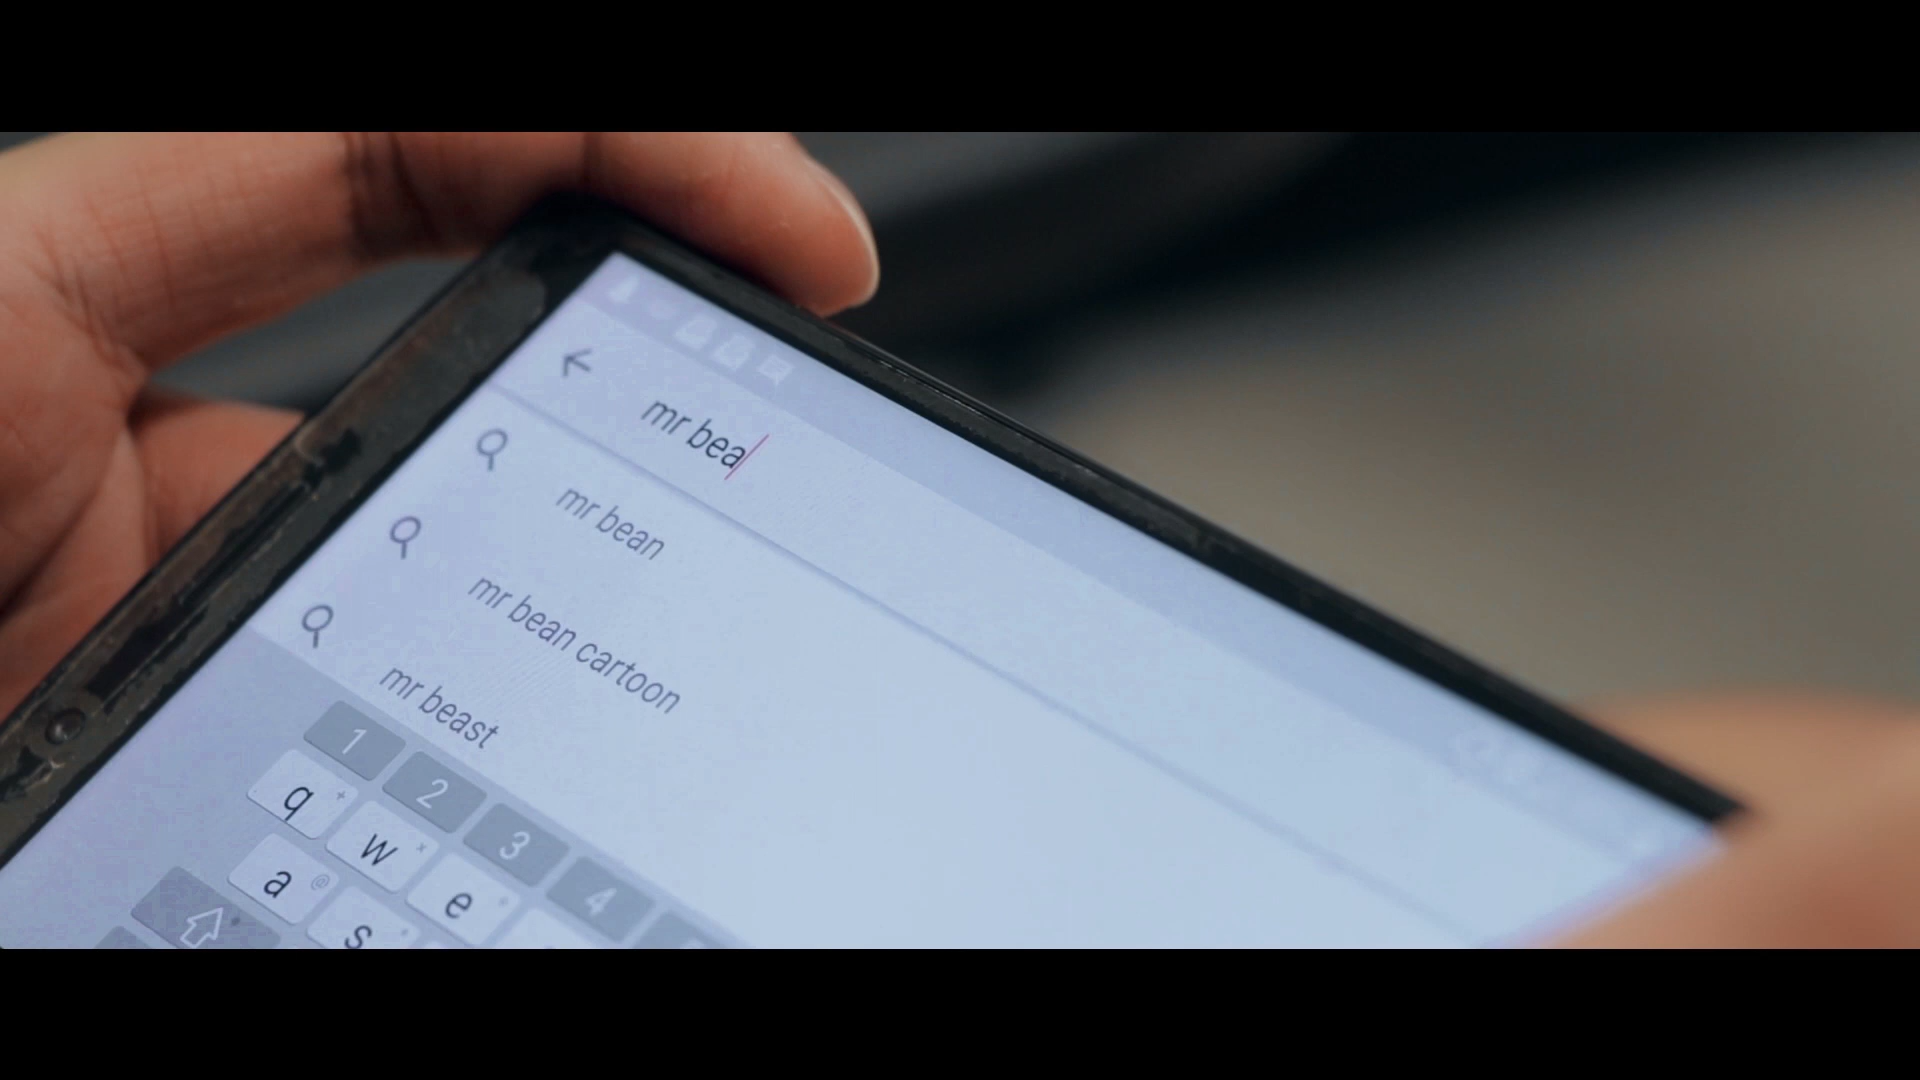 mr bea
mr bean
mr bean cartoon
mr beast
1 2 3 4
q + w × e
a @ s